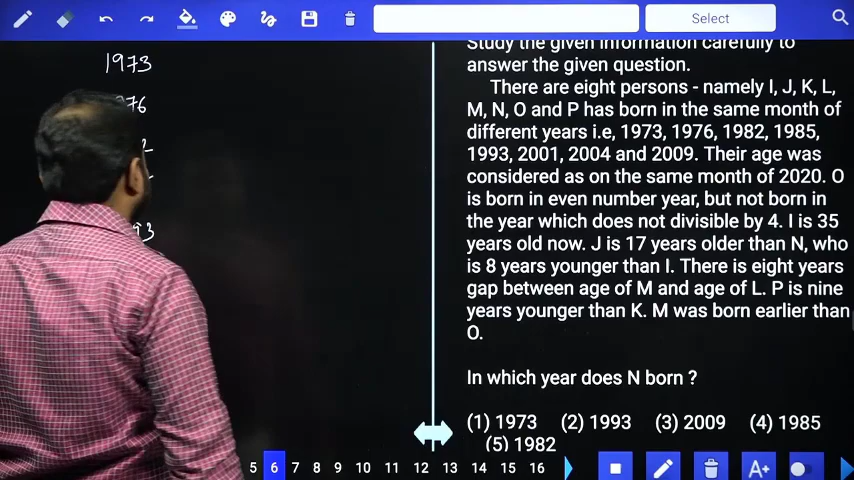 Select
1973
76
93
Study the given information carefully to
answer the given question.
There are eight persons - namely I, J, K, L,
M, N, O and P has born in the same month of
different years i.e, 1973, 1976, 1982, 1985,
1993, 2001, 2004 and 2009. Their age was
considered as on the same month of 2020. O
is born in even number year, but not born in
the year which does not divisible by 4. I is 35
years old now. J is 17 years older than N, who
is 8 years younger than I. There is eight years
gap between age of M and age of L. P is nine
years younger than K. M was born earlier than
O.
In which year does N born ?
(1) 1973 (2) 1993 (3) 2009 (4) 1985
(5) 1982
5 6 7 8 9 10 11 12 13 14 15 16
A+